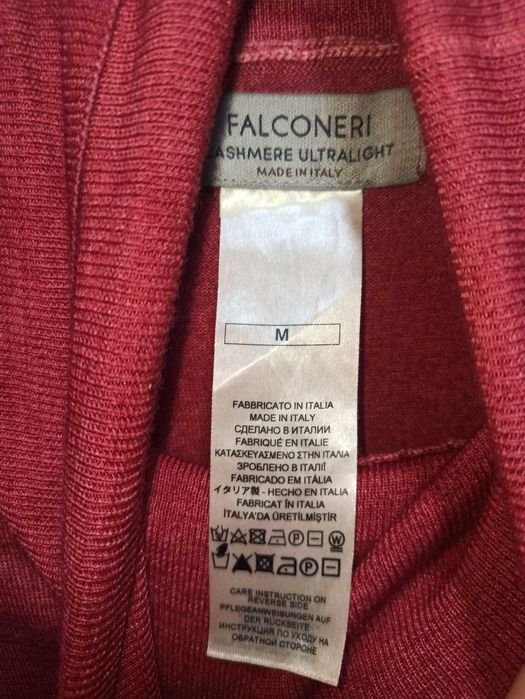 FALCONERI
CASHMERE ULTRALIGHT
MADE IN ITALY
M
FABBRICATO IN ITALIA
MADE IN ITALY
СДЕЛАНО В ИТАЛИИ
FABRIQUÉ EN ITALIE
ΚΑΤΑΣΚΕΥΑΣΜΕΝΟ ΣΤΗΝ ΙΤΑΛΙΑ
ЗРОБЛЕНО В ІТАЛІЇ
FABRICADO EM ITÁLIA
イタリア製 - HECHO EN ITALIA
FABRICAT ÎN ITALIA
İTALYA'DA ÜRETİLMİŞTİR
P W
P
CARE INSTRUCTION ON
REVERSE SIDE
PFLEGEANWEISUNGEN AUF
DER RÜCKSEITE
ИНСТРУКЦИЯ ПО УХОДУ НА
ОБРАТНОЙ СТОРОНЕ